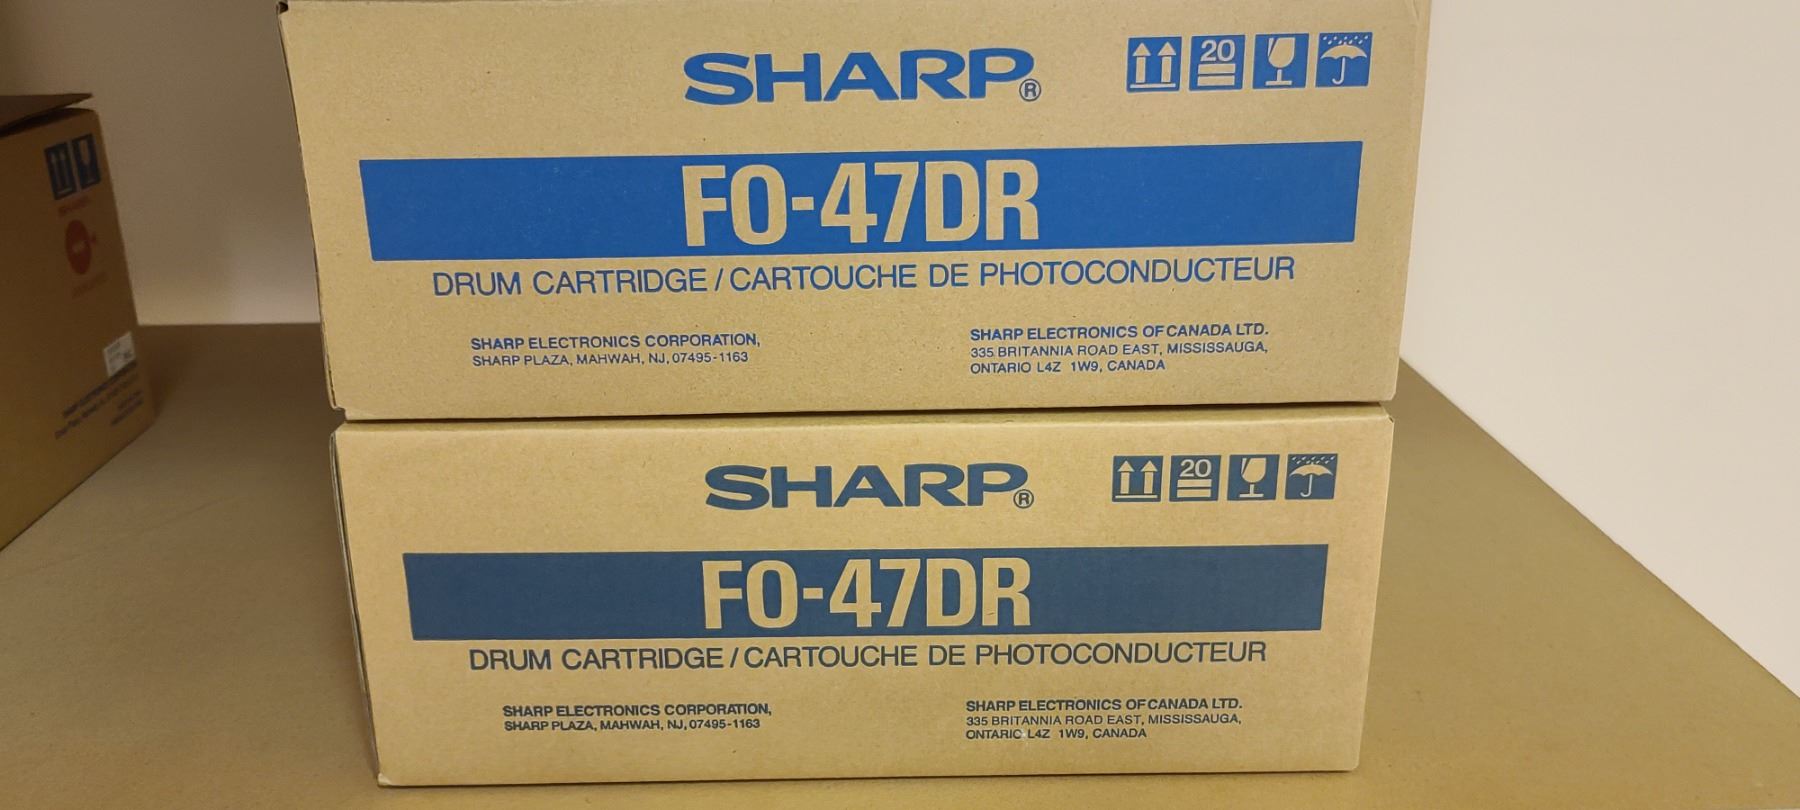 SHARP®
20
FO-47DR
DRUM CARTRIDGE / CARTOUCHE DE PHOTOCONDUCTEUR
SHARP ELECTRONICS CORPORATION,
SHARP PLAZA, MAHWAH, NJ, 07495-1163
SHARP ELECTRONICS OF CANADA LTD.
335 BRITANNIA ROAD EAST, MISSISSAUGA,
ONTARIO L4Z 1W9, CANADA
SHARP®
20
FO-47DR
DRUM CARTRIDGE / CARTOUCHE DE PHOTOCONDUCTEUR
SHARP ELECTRONICS CORPORATION,
SHARP PLAZA, MAHWAH, NJ, 07495-1163
SHARP ELECTRONICS OF CANADA LTD.
335 BRITANNIA ROAD EAST, MISSISSAUGA,
ONTARIO L4Z 1W9, CANADA